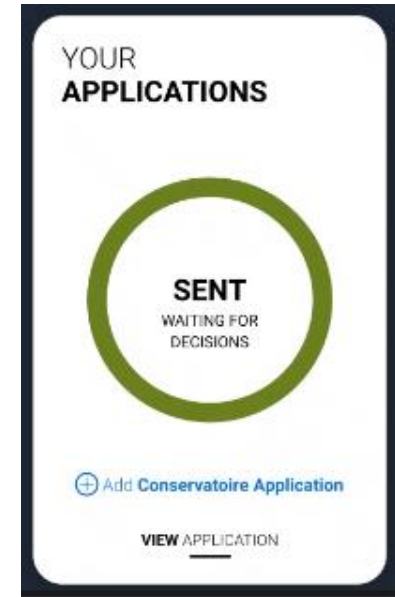 YOUR
APPLICATIONS
SENT
WAITING FOR
DECISIONS
Add Conservatoire Application
VIEW APPLICATION